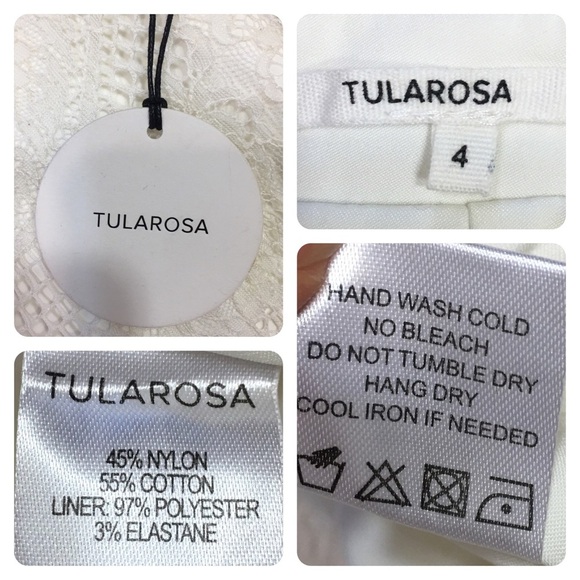 TULAROSA
TULAROSA
4
TULAROSA
45% NYLON
55% COTTON
LINER: 97% POLYESTER
3% ELASTANE
HAND WASH COLD
NO BLEACH
DO NOT TUMBLE DRY
HANG DRY
COOL IRON IF NEEDED